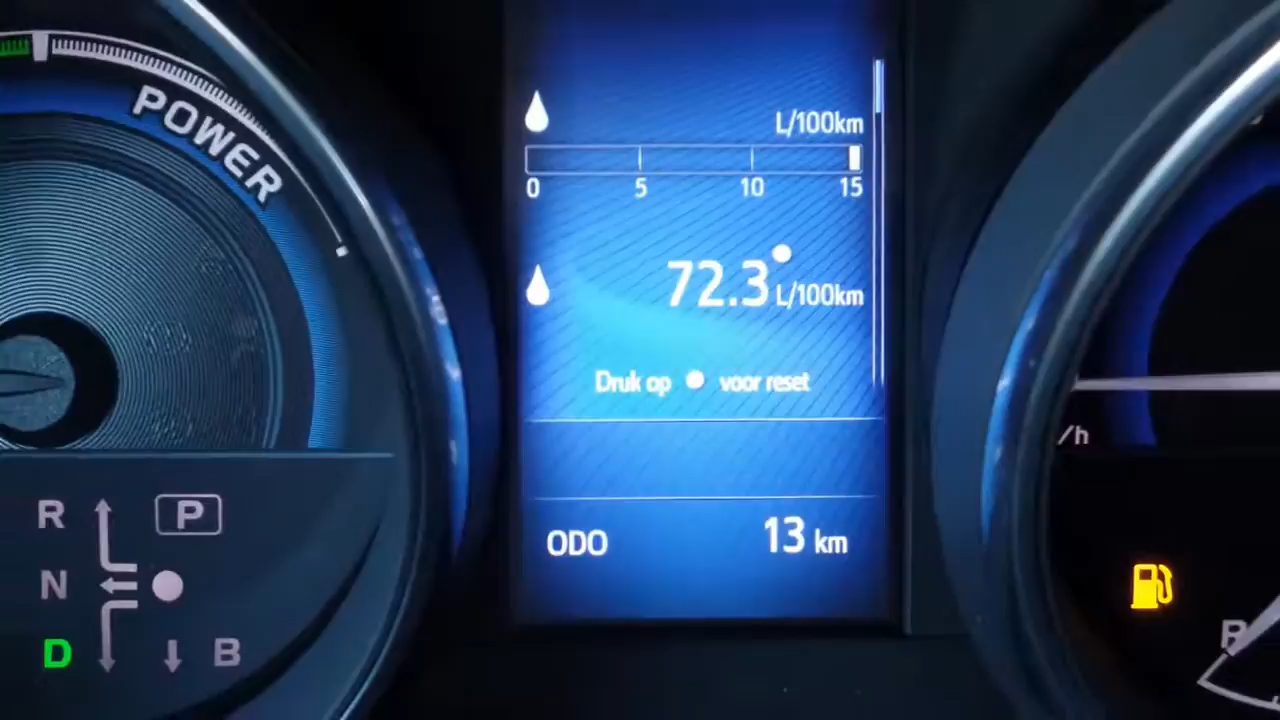 POWER
L/100km
0 5 10 15
72.3 L/100km
Druk op voor reset
ODO 13 km
R P
N
D B
/h